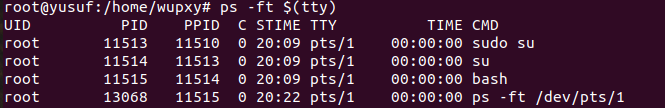 root@yusuf:/home/wupxy# ps -ft $(tty)
UID PID PPID C STIME TTY TIME CMD
root 11513 11510 0 20:09 pts/1 00:00:00 sudo su
root 11514 11513 0 20:09 pts/1 00:00:00 su
root 11515 11514 0 20:09 pts/1 00:00:00 bash
root 13068 11515 0 20:22 pts/1 00:00:00 ps -ft /dev/pts/1